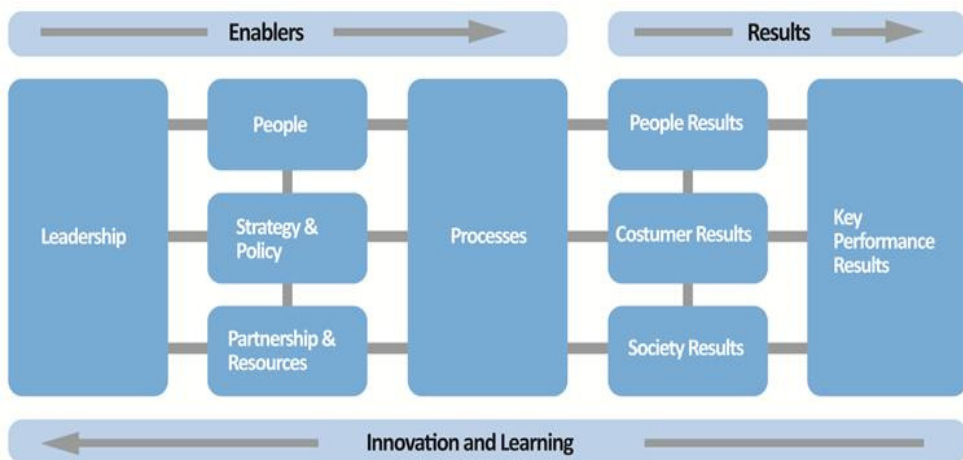 Enablers
Results
Leadership
People
Strategy &
Policy
Partnership &
Resources
Processes
People Results
Costumer Results
Society Results
Key
Performance
Results
Innovation and Learning